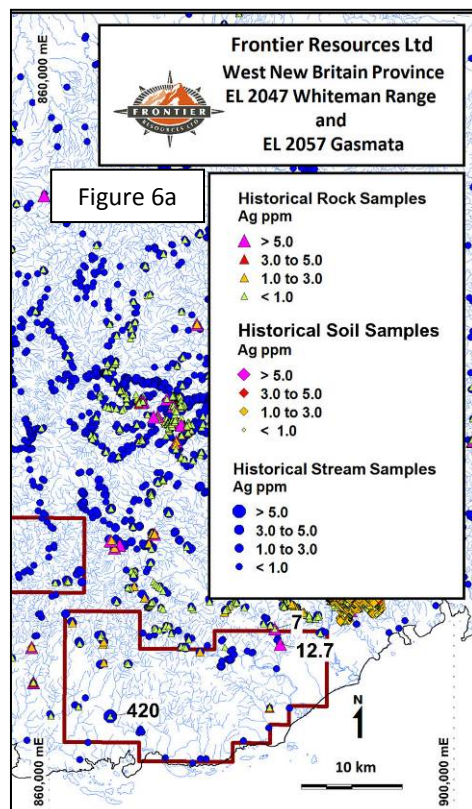 860,000 mE
Frontier Resources Ltd
West New Britain Province
EL 2047 Whiteman Range
and
EL 2057 Gasmata
FRONTIER
RESOURCES LTD
Figure 6a
Historical Rock Samples
Ag ppm
> 5.0
3.0 to 5.0
1.0 to 3.0
< 1.0
Historical Soil Samples
Ag ppm
> 5.0
3.0 to 5.0
1.0 to 3.0
< 1.0
Historical Stream Samples
Ag ppm
> 5.0
3.0 to 5.0
1.0 to 3.0
< 1.0
7
12.7
420
N
10 km
860,000 mE
900,000 mE